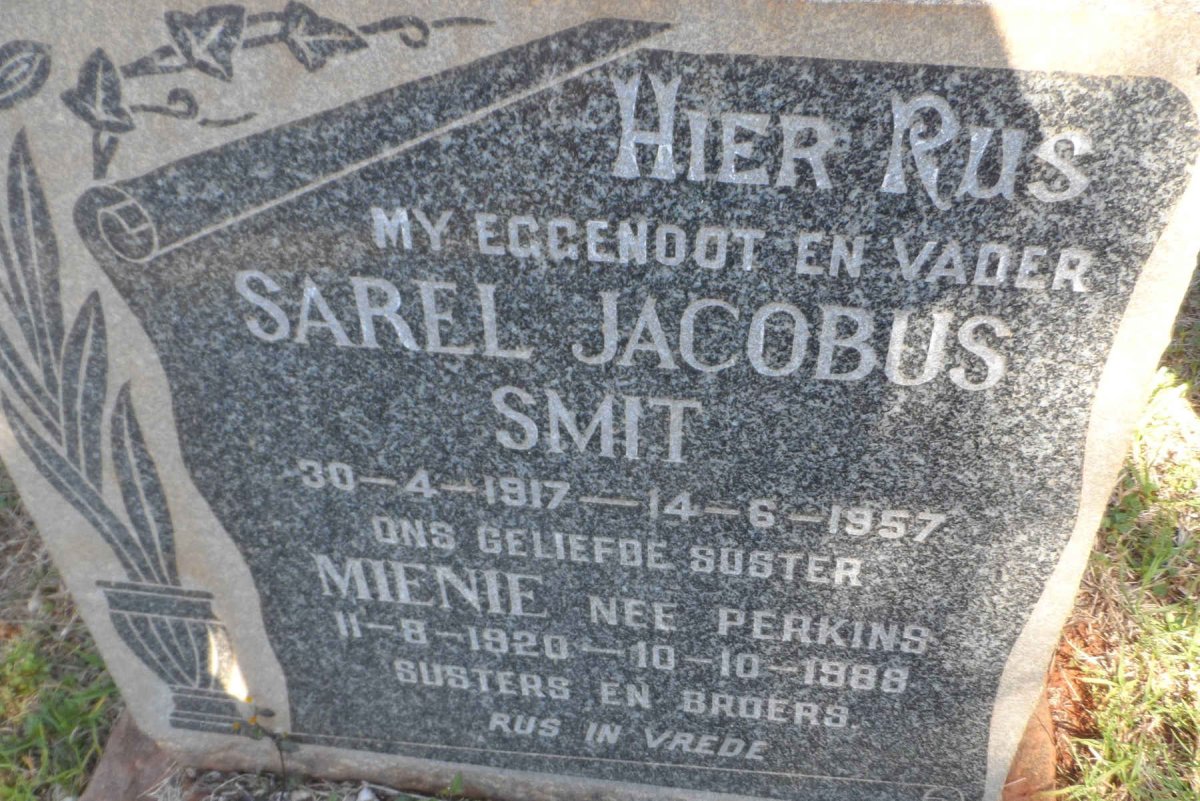 HIER RUS
MY EGGENOOT EN VADER
SAREL JACOBUS
SMIT
30-4-1917-14-6-1957
ONS GELIEFDE SUSTER
MIENIE NEE PERKINS
11-8-1920-10-10-1988
SUSTERS EN BROERS.
RUS IN VREDE